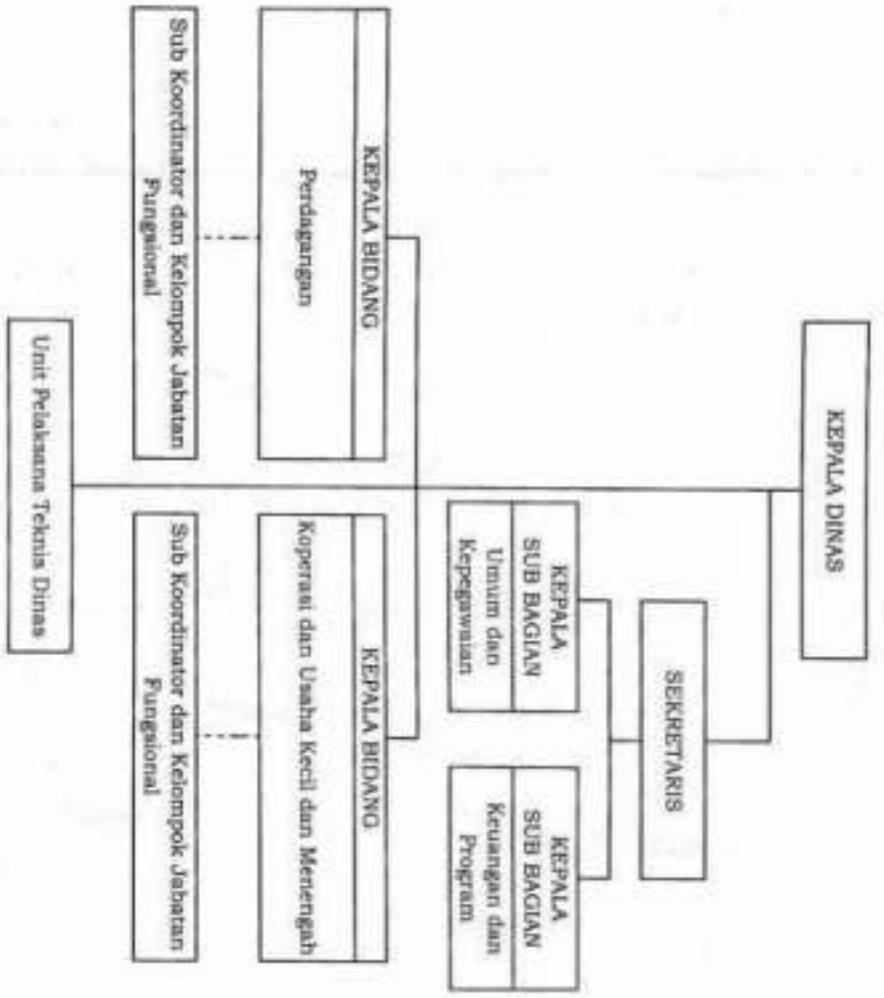 KEPALA DINAS
SEKRETARIS
KEPALA
SUB BAGIAN
Umum dan
Kepegawaian
KEPALA
SUB BAGIAN
Keuangan dan
Program
KEPALA BIDANG
Perdagangan
KEPALA BIDANG
Koperasi dan Usaha Kecil dan Menengah
Sub Koordinator dan Kelompok Jabatan
Fungsional
Sub Koordinator dan Kelompok Jabatan
Fungsional
Unit Pelaksana Teknis Dinas